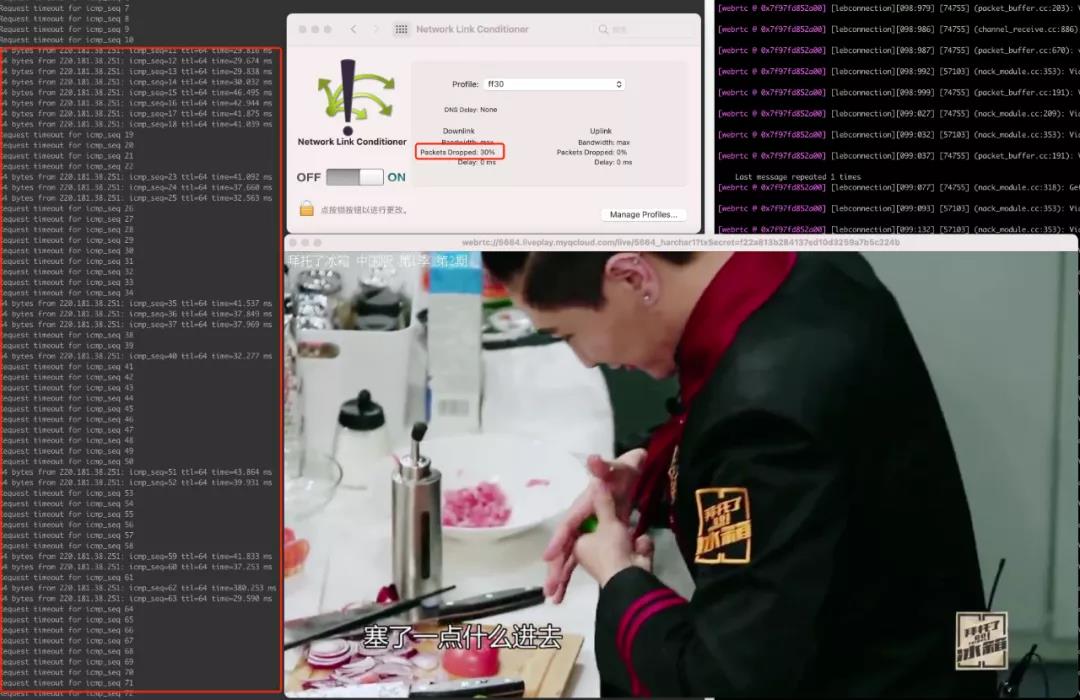 Request timeout for icmp_seq 7
Request timeout for icmp_seq 8
Request timeout for icmp_seq 9
Request timeout for icmp_seq 10
64 bytes from 220.181.38.251: icmp_seq=11 ttl=64 time=29.816 ms
64 bytes from 220.181.38.251: icmp_seq=12 ttl=64 time=29.674 ms
64 bytes from 220.181.38.251: icmp_seq=13 ttl=64 time=29.838 ms
64 bytes from 220.181.38.251: icmp_seq=14 ttl=64 time=30.032 ms
64 bytes from 220.181.38.251: icmp_seq=15 ttl=64 time=46.495 ms
64 bytes from 220.181.38.251: icmp_seq=16 ttl=64 time=42.944 ms
64 bytes from 220.181.38.251: icmp_seq=17 ttl=64 time=41.875 ms
64 bytes from 220.181.38.251: icmp_seq=18 ttl=64 time=41.039 ms
Request timeout for icmp_seq 19
Request timeout for icmp_seq 20
Request timeout for icmp_seq 21
Request timeout for icmp_seq 22
64 bytes from 220.181.38.251: icmp_seq=23 ttl=64 time=41.092 ms
64 bytes from 220.181.38.251: icmp_seq=24 ttl=64 time=37.660 ms
64 bytes from 220.181.38.251: icmp_seq=25 ttl=64 time=32.563 ms
Request timeout for icmp_seq 26
Request timeout for icmp_seq 27
Request timeout for icmp_seq 28
Request timeout for icmp_seq 29
Request timeout for icmp_seq 30
Request timeout for icmp_seq 31
Request timeout for icmp_seq 32
Request timeout for icmp_seq 33
Request timeout for icmp_seq 34
64 bytes from 220.181.38.251: icmp_seq=35 ttl=64 time=41.537 ms
64 bytes from 220.181.38.251: icmp_seq=36 ttl=64 time=37.849 ms
64 bytes from 220.181.38.251: icmp_seq=37 ttl=64 time=37.969 ms
Request timeout for icmp_seq 38
Request timeout for icmp_seq 39
64 bytes from 220.181.38.251: icmp_seq=40 ttl=64 time=32.277 ms
Request timeout for icmp_seq 41
Request timeout for icmp_seq 42
Request timeout for icmp_seq 43
Request timeout for icmp_seq 44
Request timeout for icmp_seq 45
Request timeout for icmp_seq 46
Request timeout for icmp_seq 47
Request timeout for icmp_seq 48
Request timeout for icmp_seq 49
Request timeout for icmp_seq 50
64 bytes from 220.181.38.251: icmp_seq=51 ttl=64 time=43.864 ms
64 bytes from 220.181.38.251: icmp_seq=52 ttl=64 time=39.931 ms
Request timeout for icmp_seq 53
Request timeout for icmp_seq 54
Request timeout for icmp_seq 55
Request timeout for icmp_seq 56
Request timeout for icmp_seq 57
Request timeout for icmp_seq 58
64 bytes from 220.181.38.251: icmp_seq=59 ttl=64 time=41.833 ms
64 bytes from 220.181.38.251: icmp_seq=60 ttl=64 time=37.253 ms
Request timeout for icmp_seq 61
64 bytes from 220.181.38.251: icmp_seq=62 ttl=64 time=380.253 ms
64 bytes from 220.181.38.251: icmp_seq=63 ttl=64 time=29.590 ms
Request timeout for icmp_seq 64
Request timeout for icmp_seq 65
Request timeout for icmp_seq 66
Request timeout for icmp_seq 67
Request timeout for icmp_seq 68
Request timeout for icmp_seq 69
Request timeout for icmp_seq 70
Request timeout for icmp_seq 71
Request timeout for icmp_seq 72
Network Link Conditioner
搜索
Network Link Conditioner
OFF ON
Profile: ff30
DNS Delay: None
Downlink
Bandwidth: max
Packets Dropped: 30%
Delay: 0 ms
Uplink
Bandwidth: max
Packets Dropped: 0%
Delay: 0 ms
点按锁按钮以进行更改。
Manage Profiles...
[webrtc @ 0x7f97fd852a00] [lebconnection][098:979] [74755] (packet_buffer.cc:203): V
[webrtc @ 0x7f97fd852a00] [lebconnection][098:986] [74755] (channel_receive.cc:886)
[webrtc @ 0x7f97fd852a00] [lebconnection][098:987] [74755] (packet_buffer.cc:670): v
[webrtc @ 0x7f97fd852a00] [lebconnection][098:992] [57103] (nack_module.cc:353): Vi
[webrtc @ 0x7f97fd852a00] [lebconnection][098:999] [74755] (packet_buffer.cc:191): V
[webrtc @ 0x7f97fd852a00] [lebconnection][099:027] [74755] (nack_module.cc:209): Vi
[webrtc @ 0x7f97fd852a00] [lebconnection][099:032] [57103] (nack_module.cc:353): Vi
[webrtc @ 0x7f97fd852a00] [lebconnection][099:037] [74755] (packet_buffer.cc:191): V
Last message repeated 1 times
[webrtc @ 0x7f97fd852a00] [lebconnection][099:077] [74755] (nack_module.cc:318): Ge
[webrtc @ 0x7f97fd852a00] [lebconnection][099:093] [57103] (nack_module.cc:353): Vi
[webrtc @ 0x7f97fd852a00] [lebconnection][099:132] [57103] (nack_module.cc:353): Vi
webrtc://5664.liveplay.myqcloud.com/live/5664_harchar1?txSecret=f22a813b284137ed10d3259a7b5c224b
拜托了冰箱 中国版 第1季 第2期
拜托了
冰箱
塞了一点什么进去
拜托了
冰箱